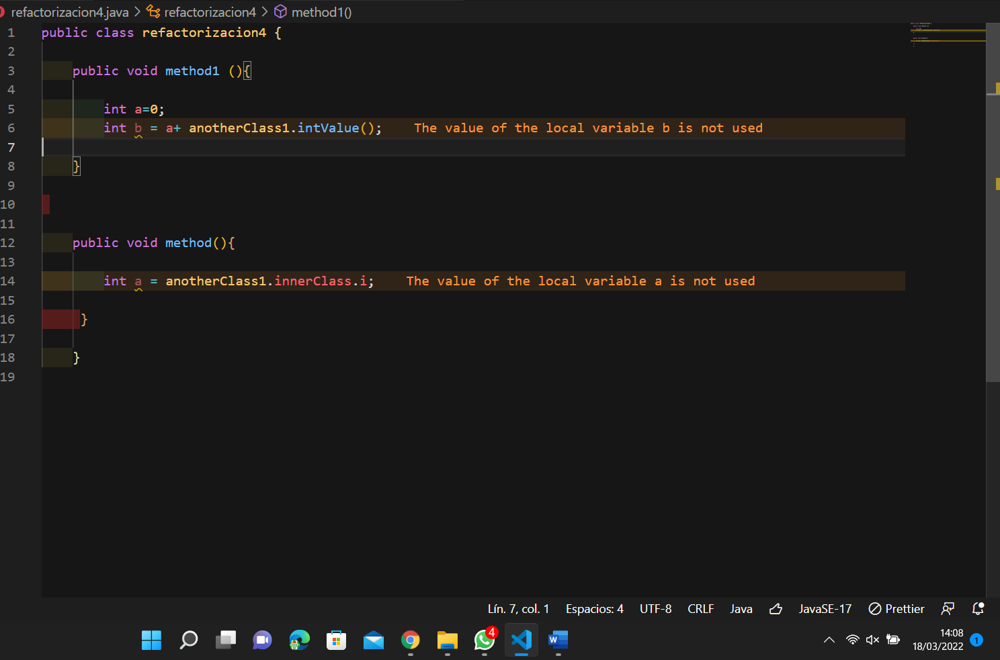 refactorizacion4.java > refactorizacion4 > method1()
1 public class refactorizacion4 {
2
3 public void method1 (){
4
5 int a=0;
6 int b = a+ anotherClass1.intValue(); The value of the local variable b is not used
7
8 }
9
10
11
12 public void method(){
13
14 int a = anotherClass1.innerClass.i; The value of the local variable a is not used
15
16 }
17
18 }
19
Lín. 7, col. 1 Espacios: 4 UTF-8 CRLF Java JavaSE-17 Prettier
4
W
14:08
18/03/2022
1